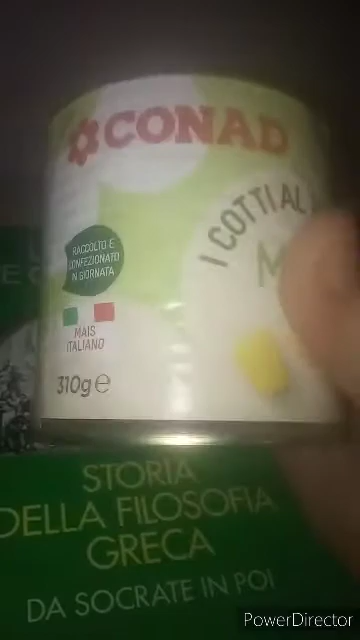 CONAD
I COTTI AL
M
RACCOLTO E
CONFEZIONATO
IN GIORNATA
MAIS
ITALIANO
310g e
STORIA
DELLA FILOSOFIA
GRECA
DA SOCRATE IN POI
PowerDirector